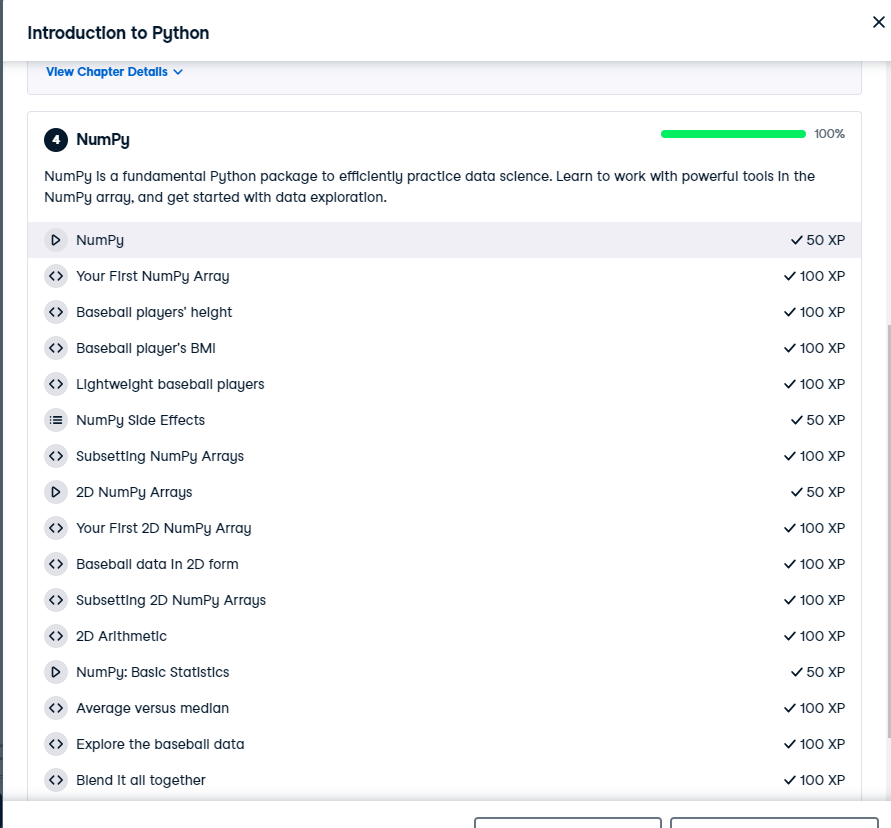 Introduction to Python
View Chapter Details
4 NumPy 100%
NumPy is a fundamental Python package to efficiently practice data science. Learn to work with powerful tools in the
NumPy array, and get started with data exploration.
NumPy 50 XP
Your First NumPy Array 100 XP
Baseball players' height 100 XP
Baseball player's BMI 100 XP
Lightweight baseball players 100 XP
NumPy Side Effects 50 XP
Subsetting NumPy Arrays 100 XP
2D NumPy Arrays 50 XP
Your First 2D NumPy Array 100 XP
Baseball data in 2D form 100 XP
Subsetting 2D NumPy Arrays 100 XP
2D Arithmetic 100 XP
NumPy: Basic Statistics 50 XP
Average versus median 100 XP
Explore the baseball data 100 XP
Blend it all together 100 XP